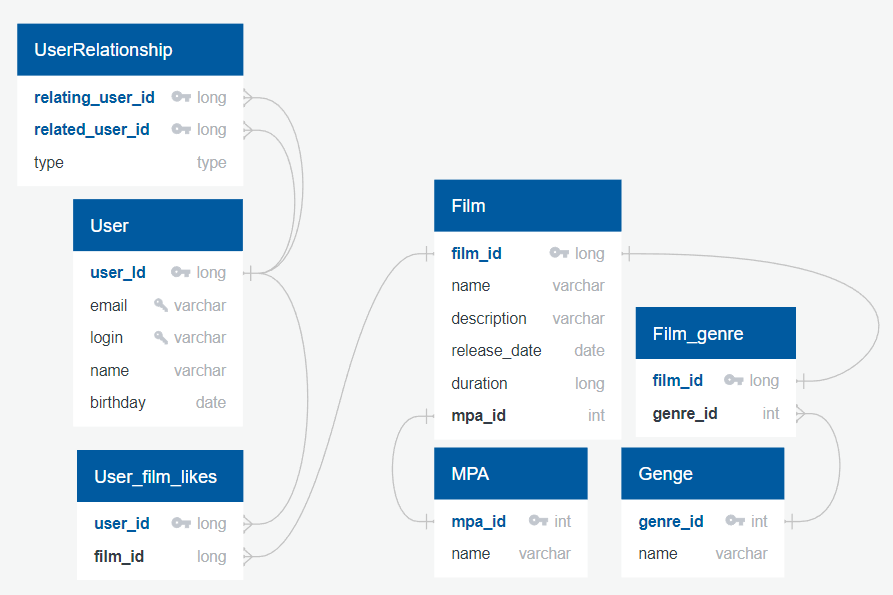 UserRelationship
relating_user_id long
related_user_id long
type type
User
user_id long
email varchar
login varchar
name varchar
birthday date
User_film_likes
user_id long
film_id long
Film
film_id long
name varchar
description varchar
release_date date
duration long
mpa_id int
MPA
mpa_id int
name varchar
Film_genre
film_id long
genre_id int
Genge
genre_id int
name varchar